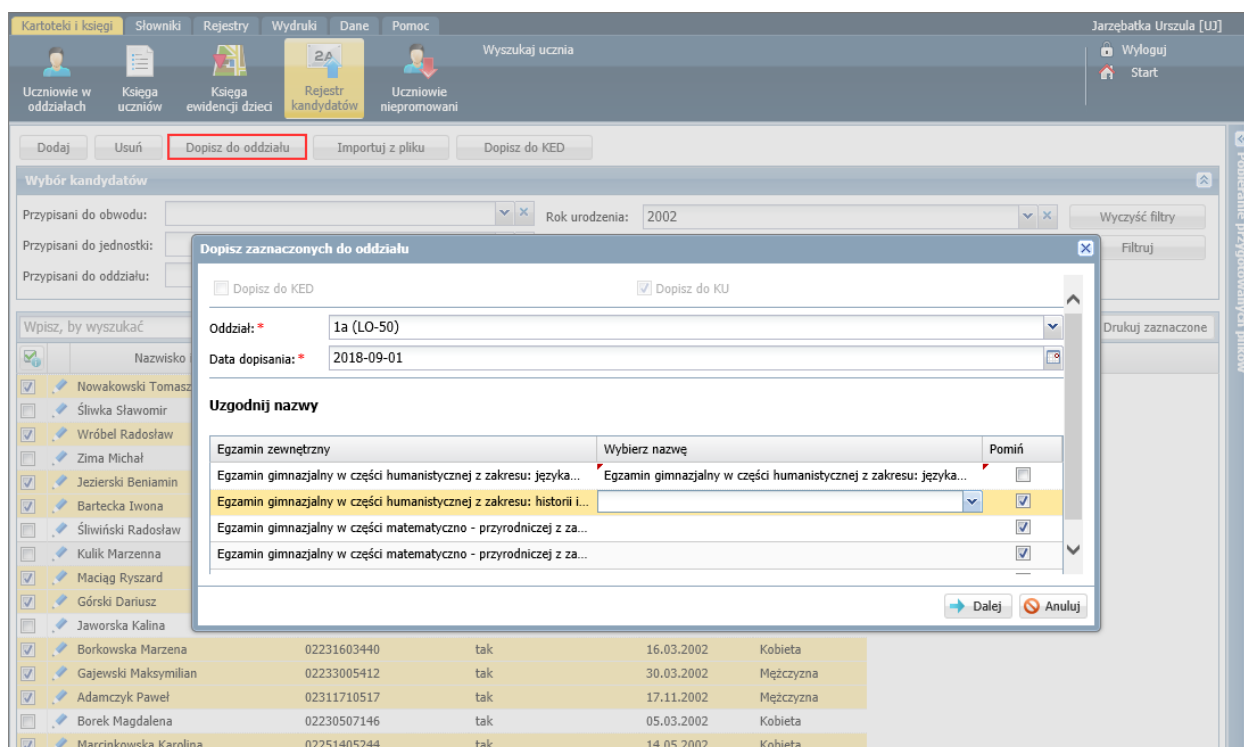 Kartoteki i księgi Słowniki Rejestry Wydruki Dane Pomoc Jarzębatka Urszula [UJ]
Uczniowie w oddziałach
Księga uczniów
Księga ewidencji dzieci
2A
Rejestr kandydatów
Uczniowie niepromowani
Wyszukaj ucznia
Wyloguj
Start
Dodaj Usuń Dopisz do oddziału Importuj z pliku Dopisz do KED
Pobieranie przygotowanych plików
Wybór kandydatów
Przypisani do obwodu: Rok urodzenia: 2002 Wyczyść filtry
Przypisani do jednostki: Filtruj
Przypisani do oddziału:
Dopisz zaznaczonych do oddziału
Dopisz do KED Dopisz do KU
Oddział: * 1a (LO-50)
Data dopisania: * 2018-09-01
Uzgodnij nazwy
Egzamin zewnętrzny Wybierz nazwę Pomiń
Egzamin gimnazjalny w części humanistycznej z zakresu: języka... Egzamin gimnazjalny w części humanistycznej z zakresu: języka...
Egzamin gimnazjalny w części humanistycznej z zakresu: historii i...
Egzamin gimnazjalny w części matematyczno - przyrodniczej z za...
Egzamin gimnazjalny w części matematyczno - przyrodniczej z za...
Dalej Anuluj
Wpisz, by wyszukać Drukuj zaznaczone
Nazwisko i
Nowakowski Tomasz
Śliwka Sławomir
Wróbel Radosław
Zima Michał
Jezierski Beniamin
Bartecka Iwona
Śliwiński Radosław
Kulik Marzenna
Maciąg Ryszard
Górski Dariusz
Jaworska Kalina
Borkowska Marzena 02231603440 tak 16.03.2002 Kobieta
Gajewski Maksymilian 02233005412 tak 30.03.2002 Mężczyzna
Adamczyk Paweł 02311710517 tak 17.11.2002 Mężczyzna
Borek Magdalena 02230507146 tak 05.03.2002 Kobieta
Marcinkowska Karolina 02251405244 tak 14.05.2002 Kobieta